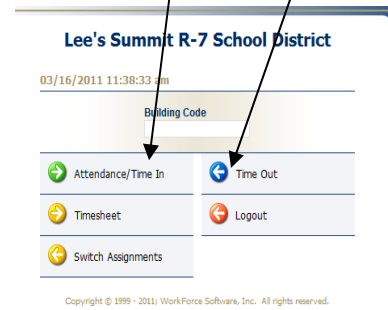 Lee's Summit R-7 School District
03/16/2011 11:38:33 am
Building Code
Attendance/Time In
Time Out
Timesheet
Logout
Switch Assignments
Copyright © 1999 - 2011; WorkForce Software, Inc. All rights reserved.